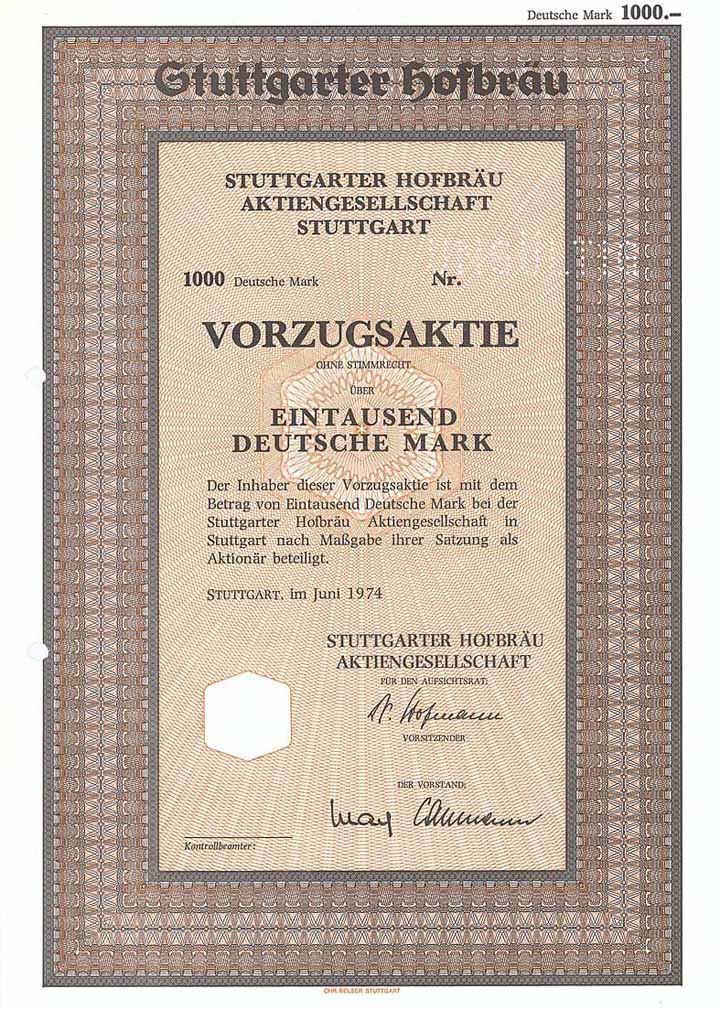 Deutsche Mark 1000.–
Stuttgarter Hofbräu
STUTTGARTER HOFBRÄU
AKTIENGESELLSCHAFT
STUTTGART
1000 Deutsche Mark Nr.
VORZUGSAKTIE
OHNE STIMMRECHT
ÜBER
EINTAUSEND
DEUTSCHE MARK
Der Inhaber dieser Vorzugsaktie ist mit dem
Betrag von Eintausend Deutsche Mark bei der
Stuttgarter Hofbräu Aktiengesellschaft in
Stuttgart nach Maßgabe ihrer Satzung als
Aktionär beteiligt.
STUTTGART, im Juni 1974
STUTTGARTER HOFBRÄU
AKTIENGESELLSCHAFT
FÜR DEN AUFSICHTSRAT:
VORSITZENDER
DER VORSTAND:
Kontrollbeamter:
CHR. BELSER STUTTGART